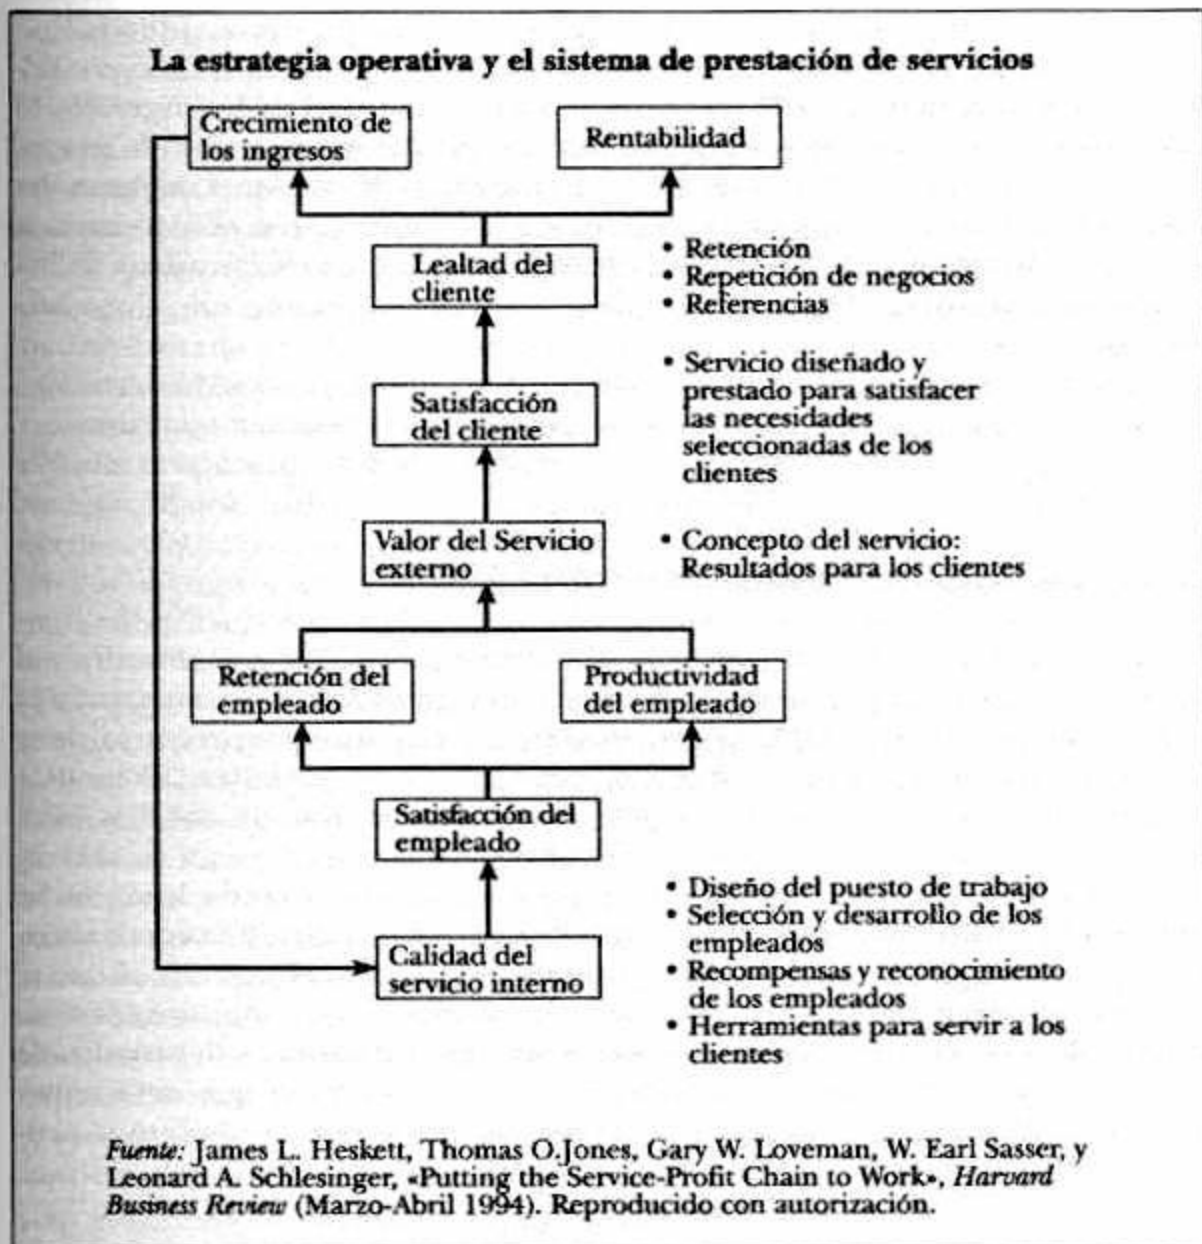 La estrategia operativa y el sistema de prestación de servicios
Crecimiento de
los ingresos
Rentabilidad
Lealtad del
cliente
• Retención
• Repetición de negocios
• Referencias
Satisfacción
del cliente
• Servicio diseñado y
prestado para satisfacer
las necesidades
seleccionadas de los
clientes
Valor del Servicio
externo
• Concepto del servicio:
Resultados para los clientes
Retención del
empleado
Productividad
del empleado
Satisfacción del
empleado
Calidad del
servicio interno
• Diseño del puesto de trabajo
• Selección y desarrollo de los
empleados
• Recompensas y reconocimiento
de los empleados
• Herramientas para servir a los
clientes
Fuente: James L. Heskett, Thomas O.Jones, Gary W. Loveman, W. Earl Sasser, y
Leonard A. Schlesinger, «Putting the Service-Profit Chain to Work», Harvard
Business Review (Marzo-Abril 1994). Reproducido con autorización.